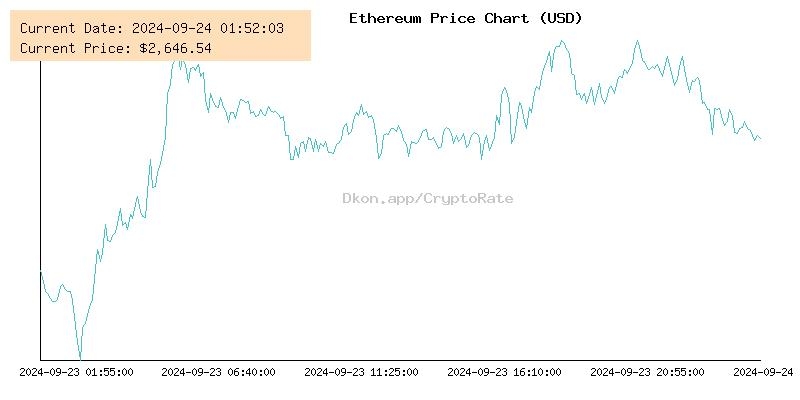 Ethereum Price Chart (USD)
Current Date: 2024-09-24 01:52:03
Current Price: $2,646.54
Dkon.app/CryptoRate
2024-09-23 01:55:00 2024-09-23 06:40:00 2024-09-23 11:25:00 2024-09-23 16:10:00 2024-09-23 20:55:00 2024-09-24